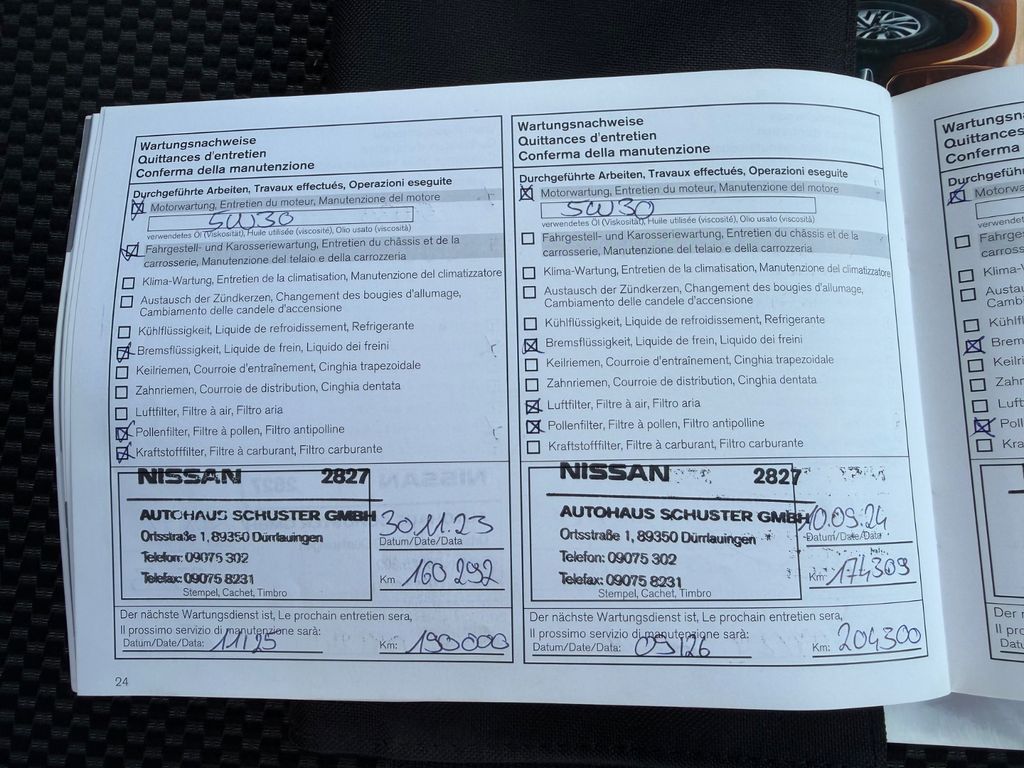 Wartungsnachweise
Quittances d'entretien
Conferma della manutenzione
Durchgeführte Arbeiten, Travaux effectués, Operazioni eseguite
Motorwartung, Entretien du moteur, Manutenzione del motore
5W30
verwendetes Öl (Viskosität), Huile utilisée (viscosité), Olio usato (viscosità)
Fahrgestell- und Karosseriewartung, Entretien du châssis et de la
carrosserie, Manutenzione del telaio e della carrozzeria
Klima-Wartung, Entretien de la climatisation, Manutenzione del climatizzatore
Austausch der Zündkerzen, Changement des bougies d'allumage,
Cambiamento delle candele d'accensione
Kühlflüssigkeit, Liquide de refroidissement, Refrigerante
Bremsflüssigkeit, Liquide de frein, Liquido dei freini
Keilriemen, Courroie d'entraînement, Cinghia trapezoidale
Zahnriemen, Courroie de distribution, Cinghia dentata
Luftfilter, Filtre à air, Filtro aria
Pollenfilter, Filtre à pollen, Filtro antipolline
Kraftstofffilter, Filtre à carburant, Filtro carburante
NISSAN 2827
AUTOHAUS SCHUSTER GMBH
Ortsstraße 1, 89350 Dürrlauingen
Telefon: 09075 302
Telefax: 09075 8231
Stempel, Cachet, Timbro
30.11.23
Datum/Date/Data
Km 160 292
Der nächste Wartungsdienst ist, Le prochain entretien sera,
Il prossimo servizio di manutenzione sarà:
Datum/Date/Data: 11/25 Km: 190000
24
Wartungsnachweise
Quittances d'entretien
Conferma della manutenzione
Durchgeführte Arbeiten, Travaux effectués, Operazioni eseguite
Motorwartung, Entretien du moteur, Manutenzione del motore
5W30
verwendetes Öl (Viskosität), Huile utilisée (viscosité), Olio usato (viscosità)
Fahrgestell- und Karosseriewartung, Entretien du châssis et de la
carrosserie, Manutenzione del telaio e della carrozzeria
Klima-Wartung, Entretien de la climatisation, Manutenzione del climatizzatore
Austausch der Zündkerzen, Changement des bougies d'allumage,
Cambiamento delle candele d'accensione
Kühlflüssigkeit, Liquide de refroidissement, Refrigerante
Bremsflüssigkeit, Liquide de frein, Liquido dei freini
Keilriemen, Courroie d'entraînement, Cinghia trapezoidale
Zahnriemen, Courroie de distribution, Cinghia dentata
Luftfilter, Filtre à air, Filtro aria
Pollenfilter, Filtre à pollen, Filtro antipolline
Kraftstofffilter, Filtre à carburant, Filtro carburante
NISSAN 2827
AUTOHAUS SCHUSTER GMBH
Ortsstraße 1, 89350 Dürrlauingen
Telefon: 09075 302
Telefax: 09075 8231
Stempel, Cachet, Timbro
10.09.24
Datum/Date/Data
Km 174309
Der nächste Wartungsdienst ist, Le prochain entretien sera,
Il prossimo servizio di manutenzione sarà:
Datum/Date/Data: 09/26 Km: 204300
Quittances
Conferma
Klima-
Der
Il
Datum